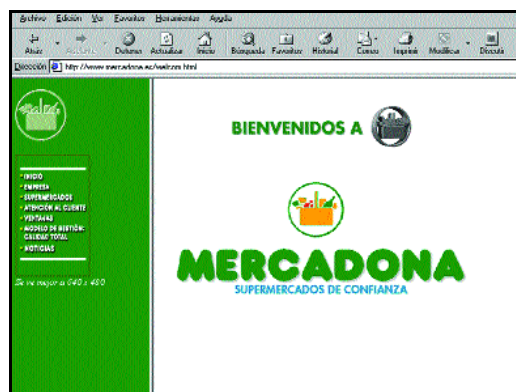 Archivo Edición Ver Favoritos Herramientas Ayuda
Atrás Adelante Detener Actualizar Inicio Búsqueda Favoritos Historial Correo Imprimir Modificar Discutir
Dirección http://www.mercadona.es/welcom.html
BIENVENIDOS A
MERCADONA
SUPERMERCADOS DE CONFIANZA
INICIO
EMPRESA
SUPERMERCADOS
ATENCIÓN AL CLIENTE
VENTAJAS
MODELO DE GESTIÓN:
CALIDAD TOTAL
NOTICIAS
Se ve mejor a 640 x 480